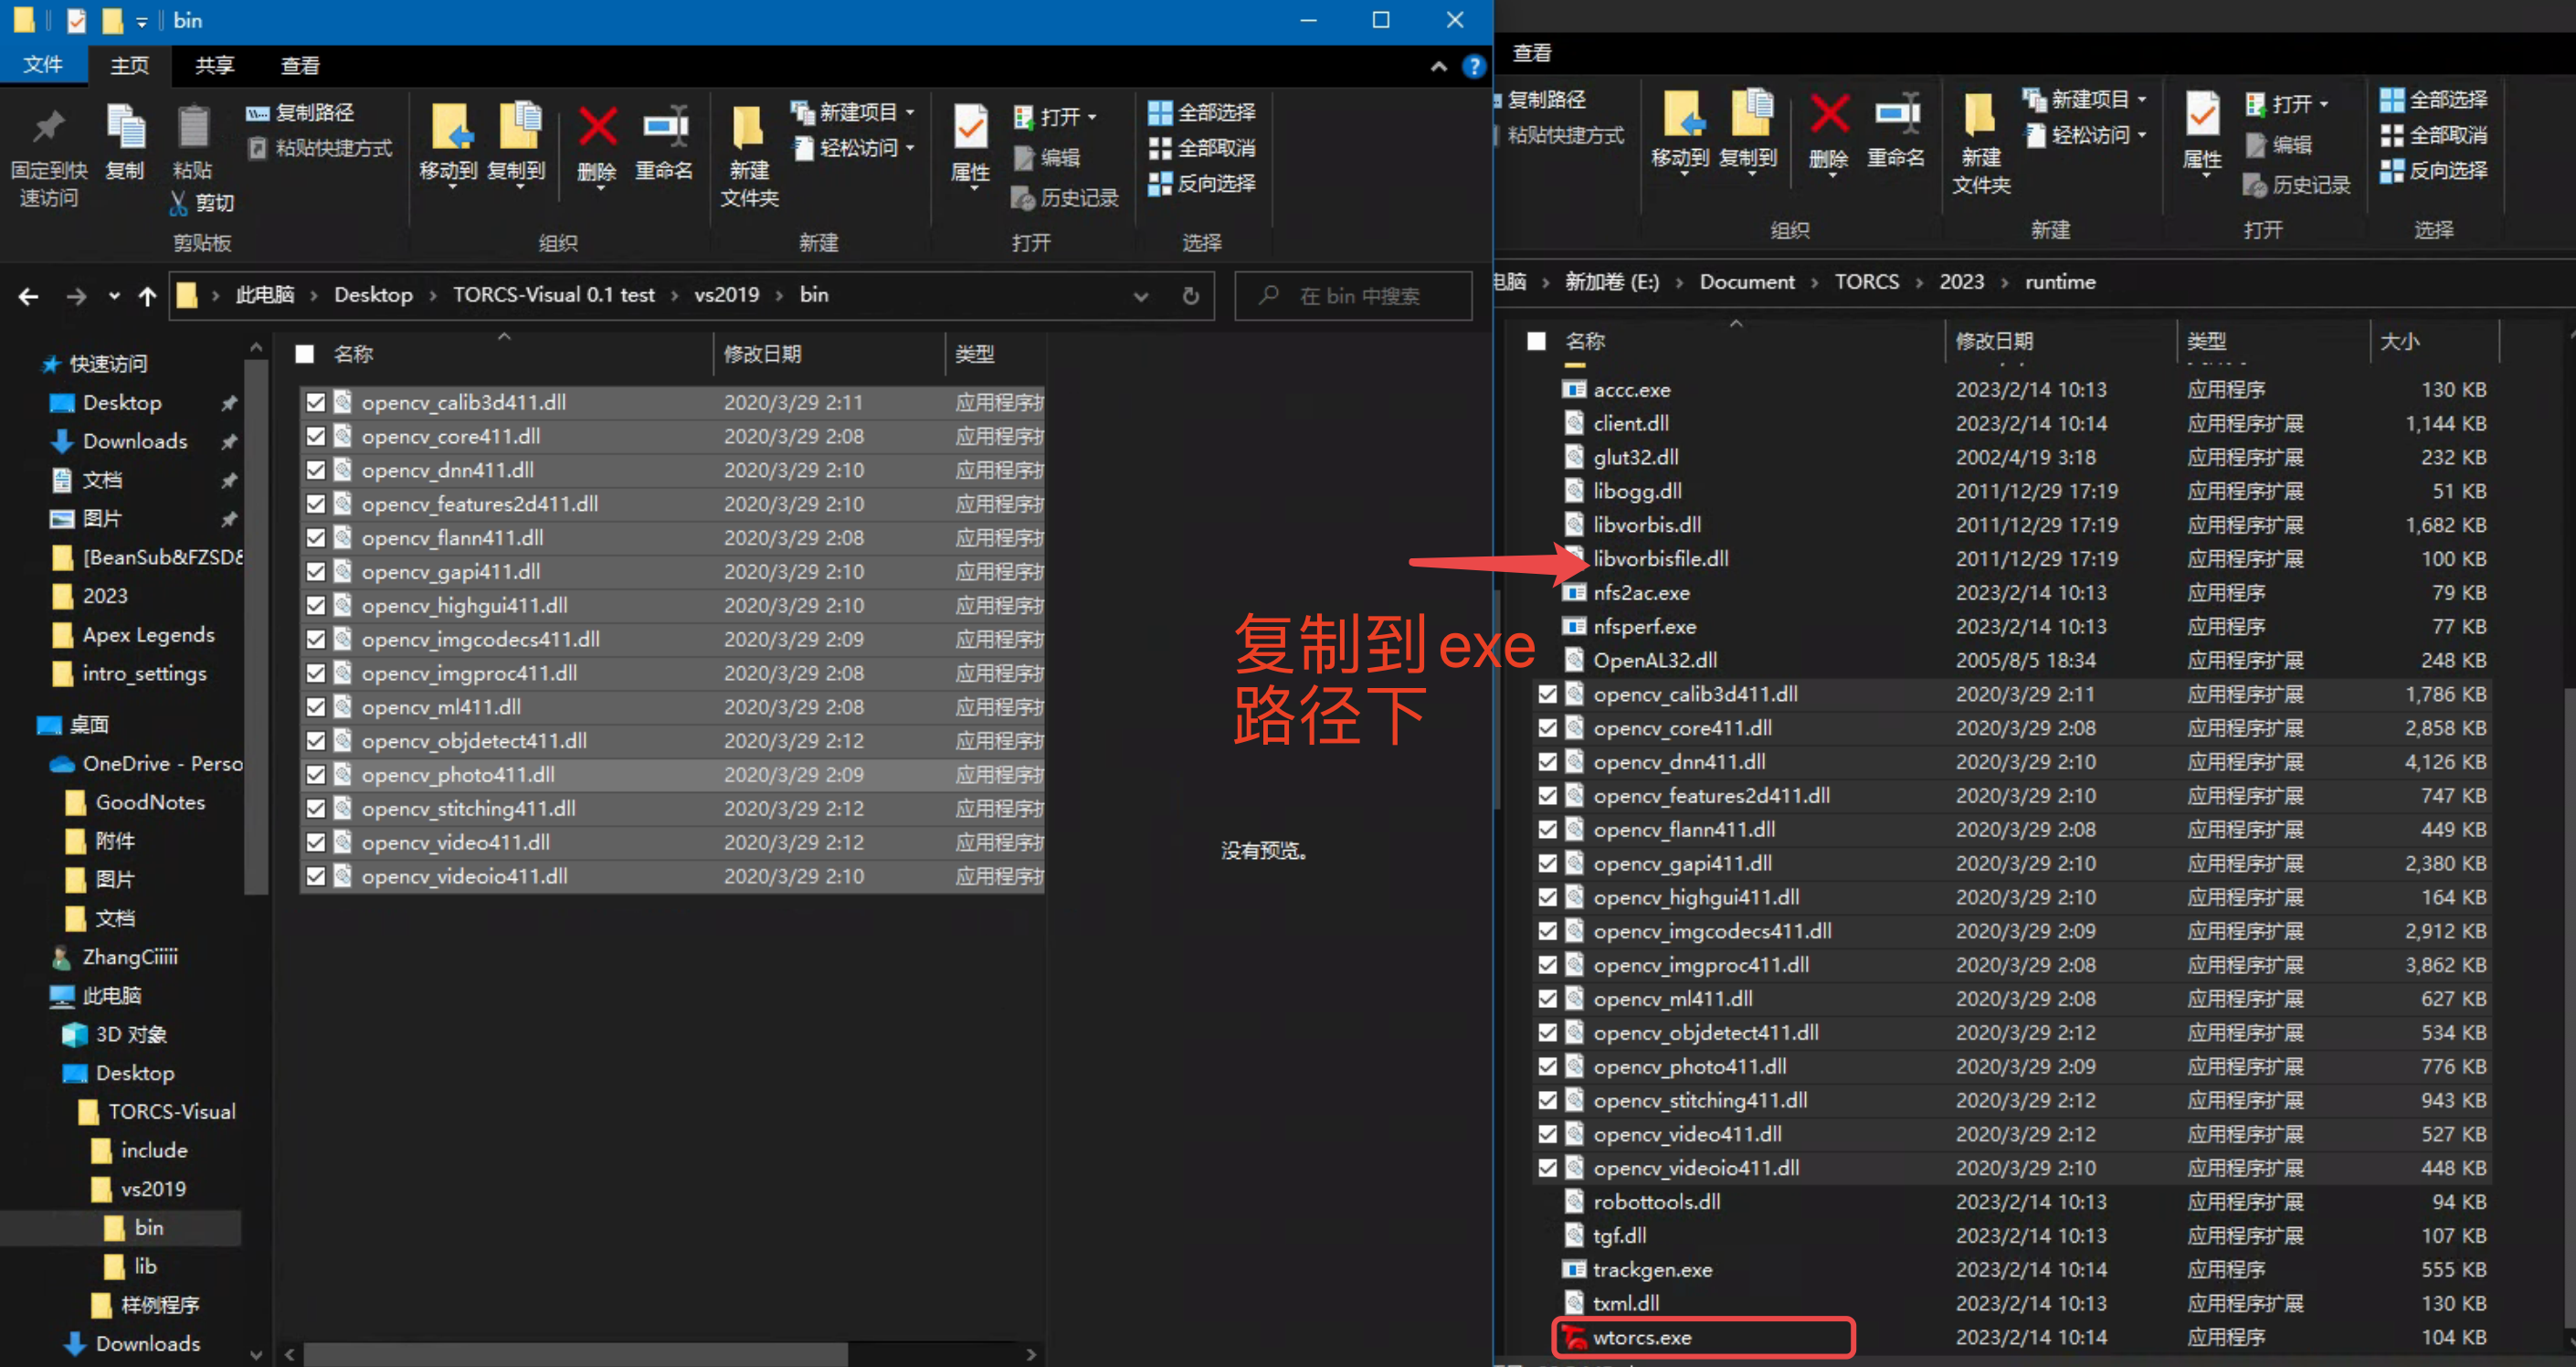 bin
文件 主页 共享 查看
固定到快速访问
复制
粘贴
复制路径
粘贴快捷方式
剪切
剪贴板
移动到 复制到 删除 重命名
组织
新建文件夹
新建项目
轻松访问
新建
属性
打开
编辑
历史记录
打开
全部选择
全部取消
反向选择
选择
此电脑 > Desktop > TORCS-Visual 0.1 test > vs2019 > bin
在 bin 中搜索
快速访问
Desktop
Downloads
文档
图片
[BeanSub&FZSD&
2023
Apex Legends
intro_settings
桌面
OneDrive - Perso
GoodNotes
附件
图片
文档
ZhangCiiiii
此电脑
3D 对象
Desktop
TORCS-Visual
include
vs2019
bin
lib
样例程序
Downloads
名称 修改日期 类型
opencv_calib3d411.dll 2020/3/29 2:11 应用程序扩
opencv_core411.dll 2020/3/29 2:08 应用程序扩
opencv_dnn411.dll 2020/3/29 2:10 应用程序扩
opencv_features2d411.dll 2020/3/29 2:10 应用程序扩
opencv_flann411.dll 2020/3/29 2:08 应用程序扩
opencv_gapi411.dll 2020/3/29 2:10 应用程序扩
opencv_highgui411.dll 2020/3/29 2:10 应用程序扩
opencv_imgcodecs411.dll 2020/3/29 2:09 应用程序扩
opencv_imgproc411.dll 2020/3/29 2:08 应用程序扩
opencv_ml411.dll 2020/3/29 2:08 应用程序扩
opencv_objdetect411.dll 2020/3/29 2:12 应用程序扩
opencv_photo411.dll 2020/3/29 2:09 应用程序扩
opencv_stitching411.dll 2020/3/29 2:12 应用程序扩
opencv_video411.dll 2020/3/29 2:12 应用程序扩
opencv_videoio411.dll 2020/3/29 2:10 应用程序扩
没有预览。
复制到 exe
路径下
查看
复制路径
粘贴快捷方式
移动到 复制到 删除 重命名
组织
新建文件夹
新建项目
轻松访问
新建
属性
打开
编辑
历史记录
打开
全部选择
全部取消
反向选择
选择
电脑 > 新加卷 (E:) > Document > TORCS > 2023 > runtime
名称 修改日期 类型 大小
accc.exe 2023/2/14 10:13 应用程序 130 KB
client.dll 2023/2/14 10:14 应用程序扩展 1,144 KB
glut32.dll 2002/4/19 3:18 应用程序扩展 232 KB
libogg.dll 2011/12/29 17:19 应用程序扩展 51 KB
libvorbis.dll 2011/12/29 17:19 应用程序扩展 1,682 KB
libvorbisfile.dll 2011/12/29 17:19 应用程序扩展 100 KB
nfs2ac.exe 2023/2/14 10:13 应用程序 79 KB
nfsperf.exe 2023/2/14 10:13 应用程序 77 KB
OpenAL32.dll 2005/8/5 18:34 应用程序扩展 248 KB
opencv_calib3d411.dll 2020/3/29 2:11 应用程序扩展 1,786 KB
opencv_core411.dll 2020/3/29 2:08 应用程序扩展 2,858 KB
opencv_dnn411.dll 2020/3/29 2:10 应用程序扩展 4,126 KB
opencv_features2d411.dll 2020/3/29 2:10 应用程序扩展 747 KB
opencv_flann411.dll 2020/3/29 2:08 应用程序扩展 449 KB
opencv_gapi411.dll 2020/3/29 2:10 应用程序扩展 2,380 KB
opencv_highgui411.dll 2020/3/29 2:10 应用程序扩展 164 KB
opencv_imgcodecs411.dll 2020/3/29 2:09 应用程序扩展 2,912 KB
opencv_imgproc411.dll 2020/3/29 2:08 应用程序扩展 3,862 KB
opencv_ml411.dll 2020/3/29 2:08 应用程序扩展 627 KB
opencv_objdetect411.dll 2020/3/29 2:12 应用程序扩展 534 KB
opencv_photo411.dll 2020/3/29 2:09 应用程序扩展 776 KB
opencv_stitching411.dll 2020/3/29 2:12 应用程序扩展 943 KB
opencv_video411.dll 2020/3/29 2:12 应用程序扩展 527 KB
opencv_videoio411.dll 2020/3/29 2:10 应用程序扩展 448 KB
robottools.dll 2023/2/14 10:13 应用程序扩展 94 KB
tgf.dll 2023/2/14 10:13 应用程序扩展 107 KB
trackgen.exe 2023/2/14 10:14 应用程序 555 KB
txml.dll 2023/2/14 10:13 应用程序扩展 130 KB
wtorcs.exe 2023/2/14 10:14 应用程序 104 KB